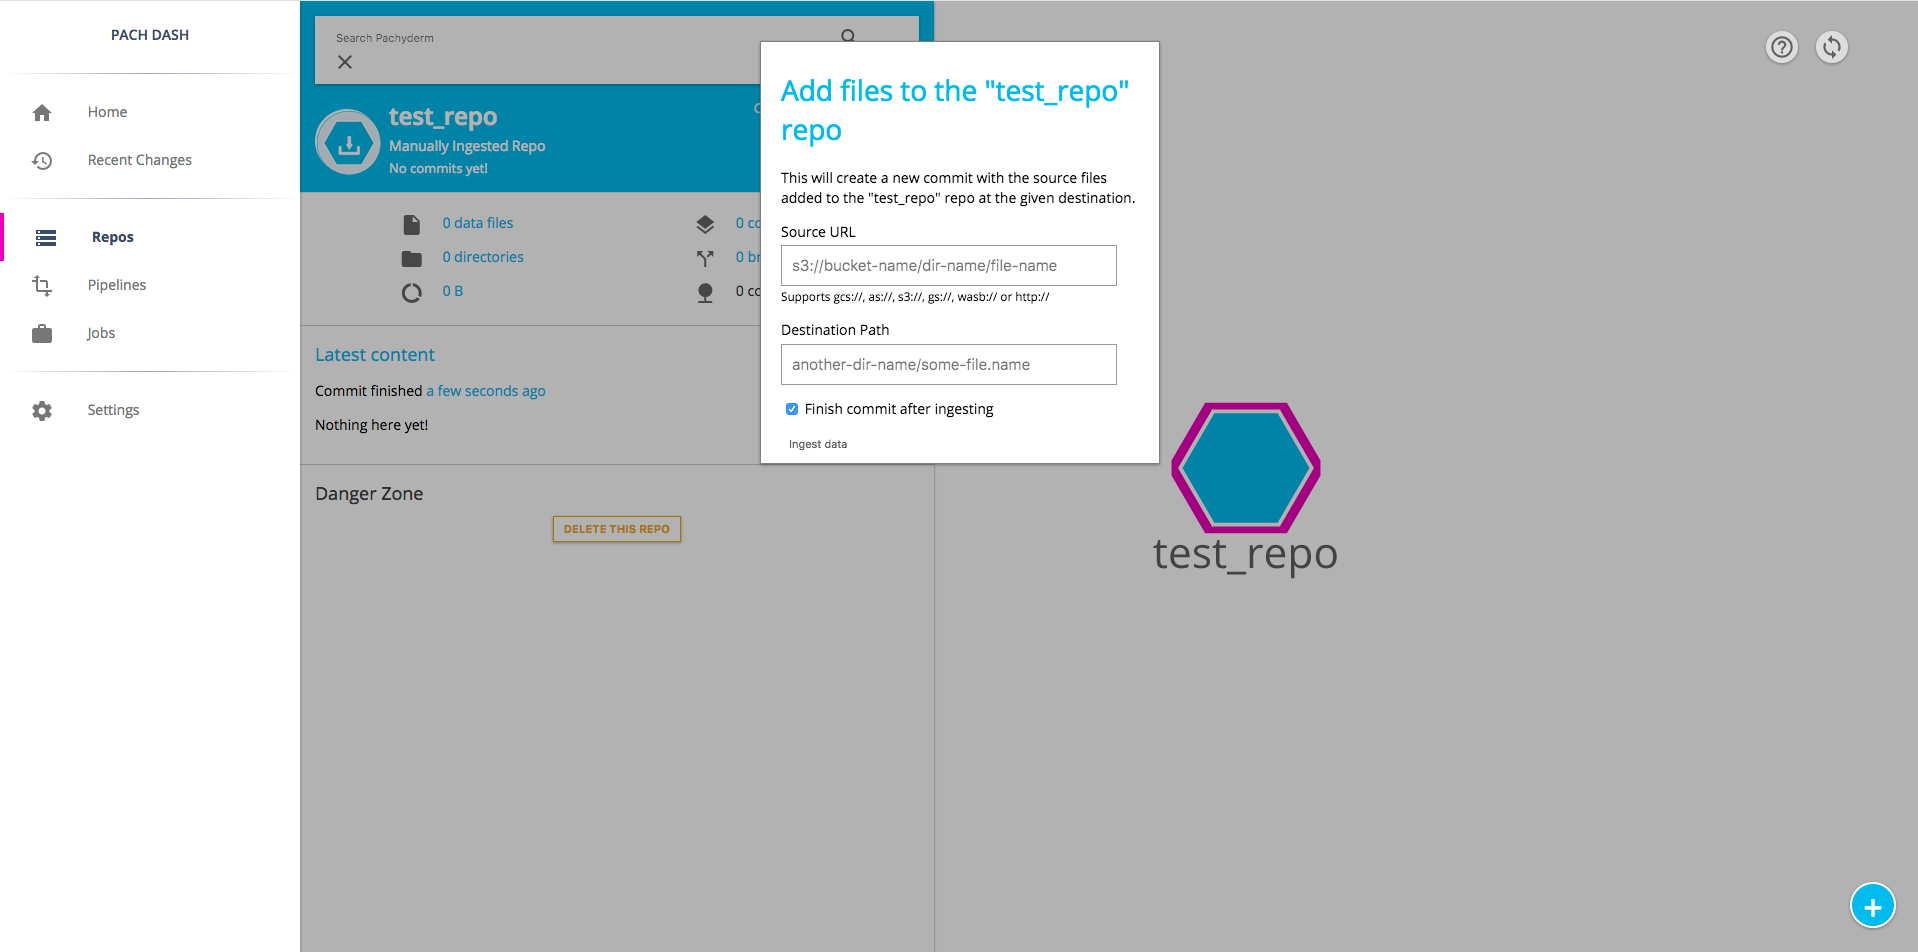 PACH DASH
Home
Recent Changes
Repos
Pipelines
Jobs
Settings
Search Pachyderm
test_repo
Manually Ingested Repo
No commits yet!
0 data files
0 directories
0 B
0
0
0
Latest content
Commit finished a few seconds ago
Nothing here yet!
Danger Zone
DELETE THIS REPO
Add files to the "test_repo"
repo
This will create a new commit with the source files
added to the "test_repo" repo at the given destination.
Source URL
s3://bucket-name/dir-name/file-name
Supports gcs://, as://, s3://, gs://, wasb:// or http://
Destination Path
another-dir-name/some-file.name
Finish commit after ingesting
Ingest data
test_repo